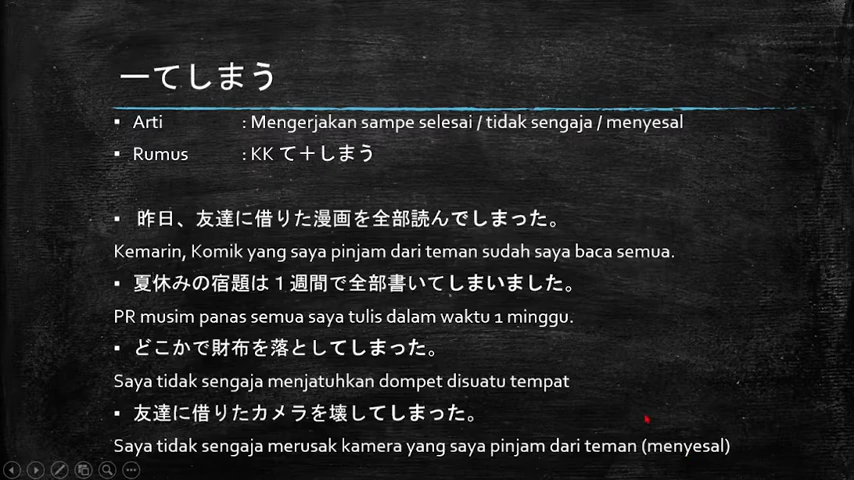 ーてしまう
▪ Arti : Mengerjakan sampe selesai / tidak sengaja / menyesal
▪ Rumus : KK て＋しまう
▪ 昨日、友達に借りた漫画を全部読んでしまった。
Kemarin, Komik yang saya pinjam dari teman sudah saya baca semua.
▪ 夏休みの宿題は１週間で全部書いてしまいました。
PR musim panas semua saya tulis dalam waktu 1 minggu.
▪ どこかで財布を落としてしまった。
Saya tidak sengaja menjatuhkan dompet disuatu tempat
▪ 友達に借りたカメラを壊してしまった。
Saya tidak sengaja merusak kamera yang saya pinjam dari teman (menyesal)